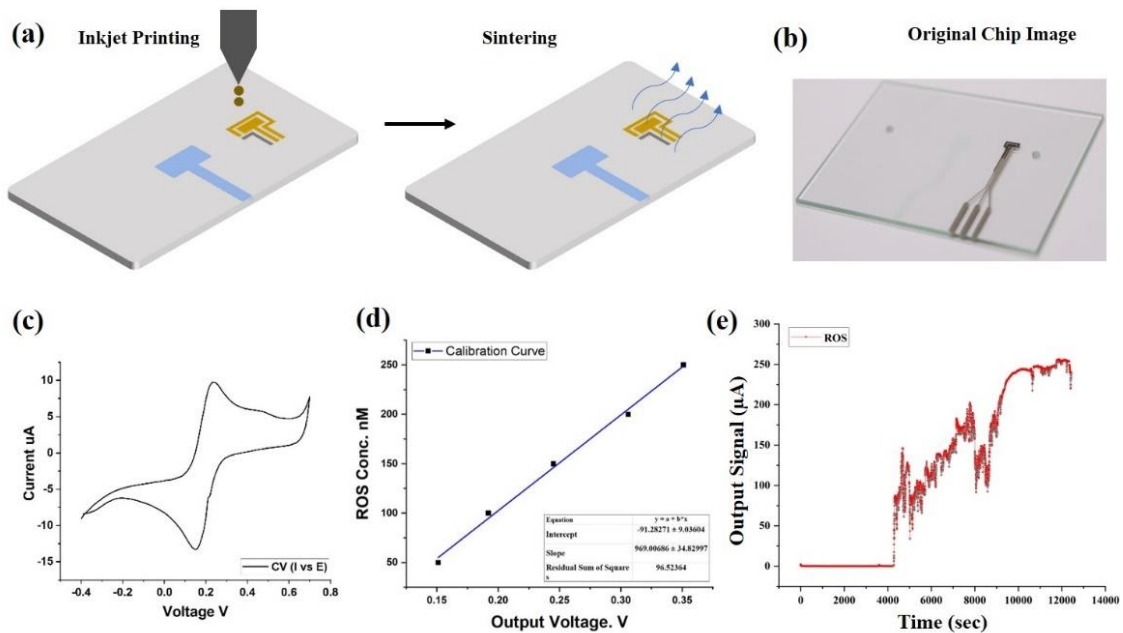 (a)
Inkjet Printing
Sintering
(b)
Original Chip Image
(c)
10
5
0
-5
-10
-15
Current uA
-0.4
-0.2
0.0
0.2
0.4
0.6
0.8
Voltage V
CV (I vs E)
(d)
Calibration Curve
250
200
150
100
50
ROS Conc. nM
0.15
0.20
0.25
0.30
0.35
Output Voltage. V
Equation y = a + b*x
Intercept -91.28271 ± 9.03604
Slope 969.00686 ± 34.82997
Residual Sum of Square
s
96.52364
(e)
ROS
300
250
200
150
100
50
0
Output Signal (µA)
0
2000
4000
6000
8000
10000
12000
14000
Time (sec)